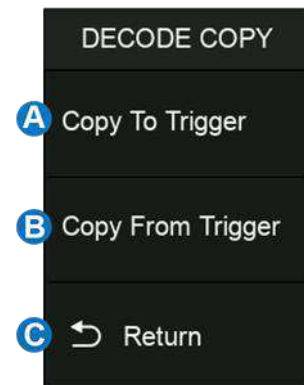 DECODE COPY
A Copy To Trigger
B Copy From Trigger
C Return